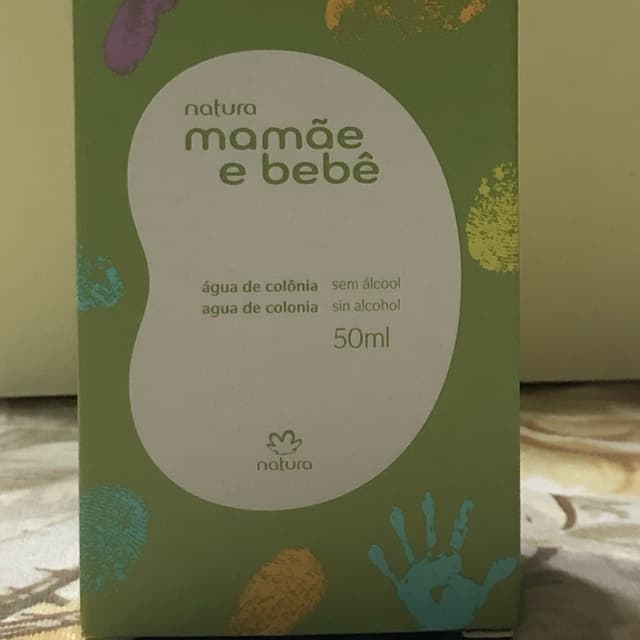 natura
mamãe
e bebê
água de colônia sem álcool
agua de colonia sin alcohol
50ml
natura